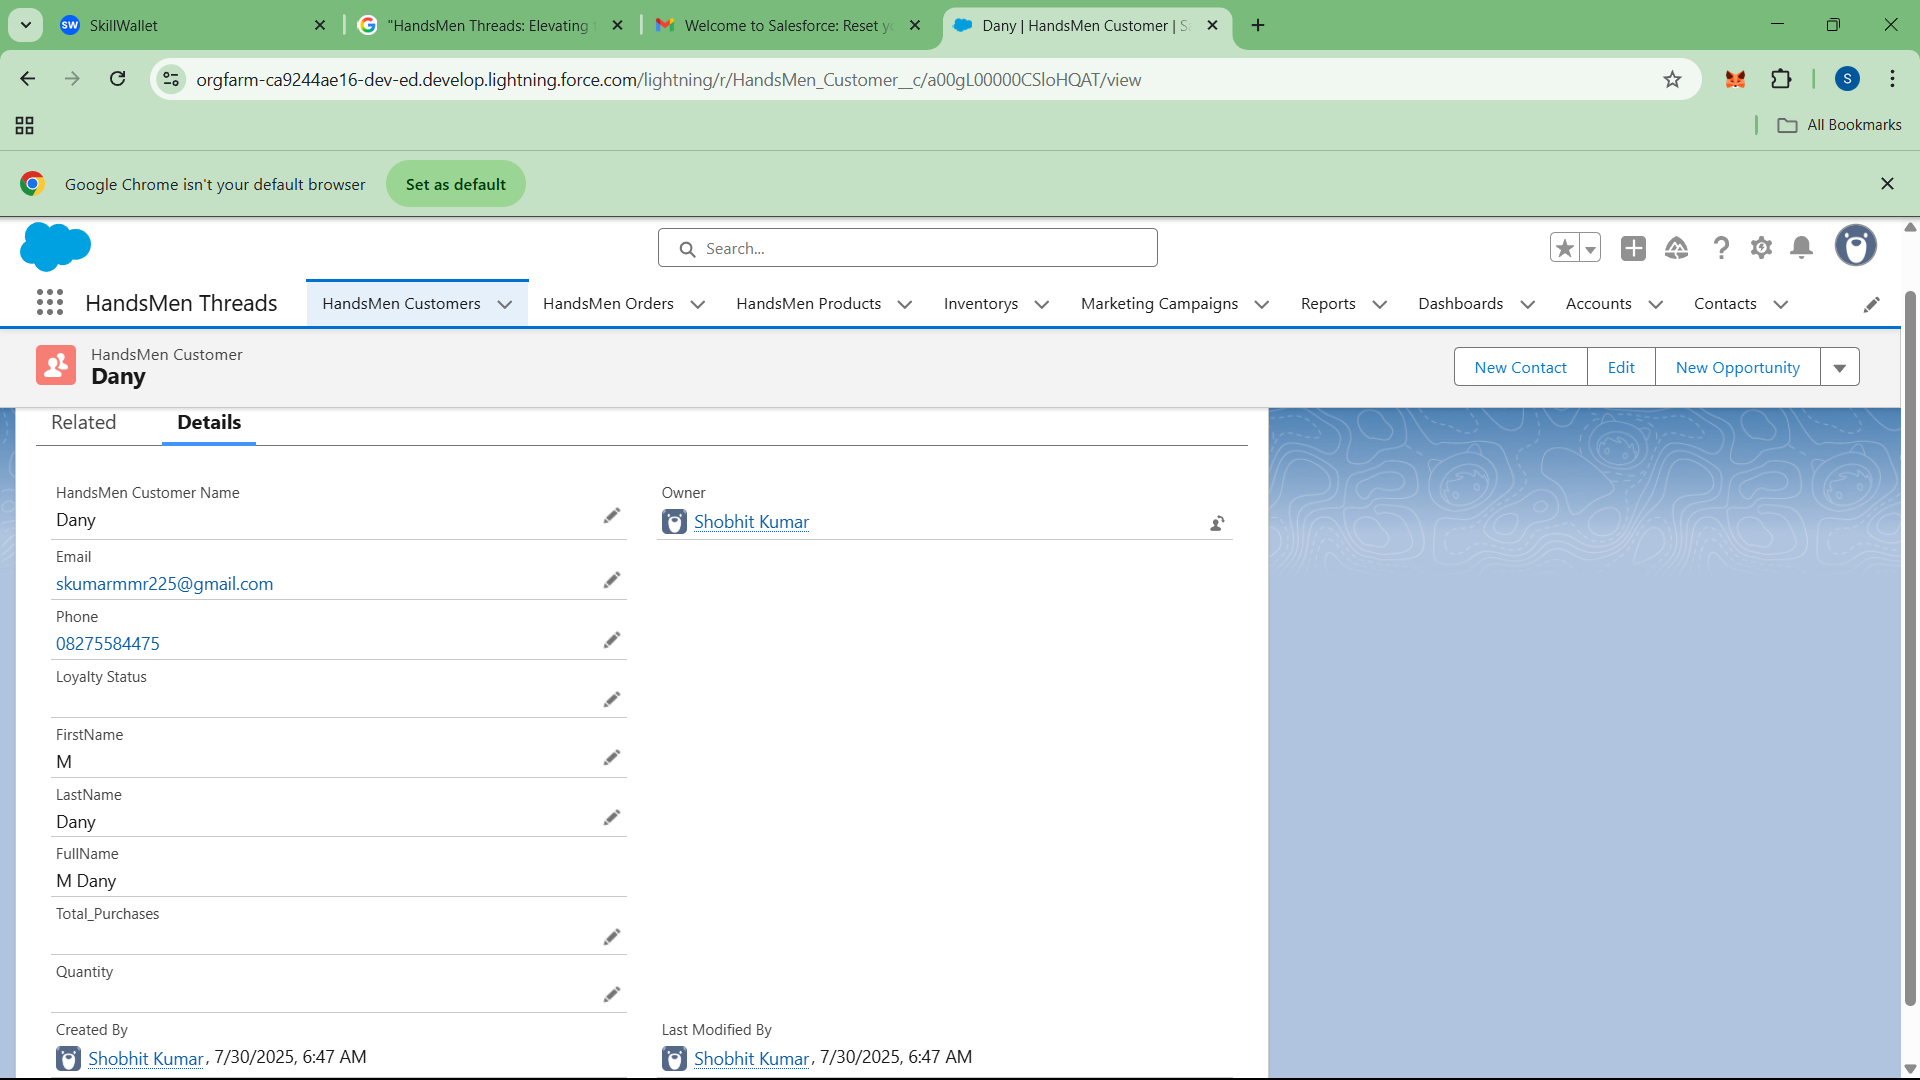 SW SkillWallet
"HandsMen Threads: Elevating
Welcome to Salesforce: Reset y
Dany | HandsMen Customer | Sa
orgfarm-ca9244ae16-dev-ed.develop.lightning.force.com/lightning/r/HandsMen_Customer__c/a00gL00000CSloHQAT/view
S
All Bookmarks
Google Chrome isn't your default browser
Set as default
Search...
HandsMen Threads
HandsMen Customers
HandsMen Orders
HandsMen Products
Inventorys
Marketing Campaigns
Reports
Dashboards
Accounts
Contacts
HandsMen Customer
Dany
New Contact
Edit
New Opportunity
Related
Details
HandsMen Customer Name
Dany
Owner
Shobhit Kumar
Email
skumarmmr225@gmail.com
Phone
08275584475
Loyalty Status
FirstName
M
LastName
Dany
FullName
M Dany
Total_Purchases
Quantity
Created By
Shobhit Kumar, 7/30/2025, 6:47 AM
Last Modified By
Shobhit Kumar, 7/30/2025, 6:47 AM